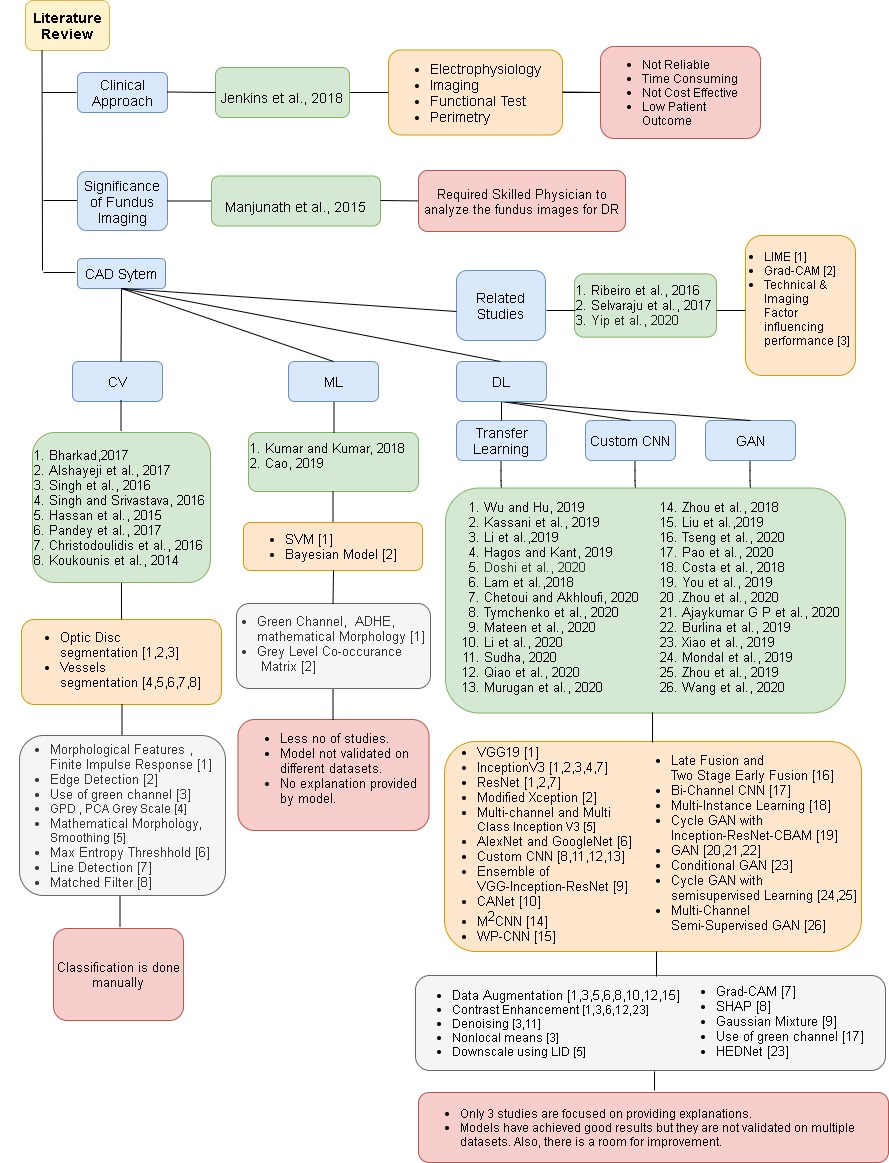 Literature
Review
Clinical
Approach
Jenkins et al., 2018
• Electrophysiology
• Imaging
• Functional Test
• Perimetry
• Not Reliable
• Time Consuming
• Not Cost Effective
• Low Patient
Outcome
Significance
of Fundus
Imaging
Manjunath et al., 2015
Required Skilled Physician to
analyze the fundus images for DR
CAD Sytem
Related
Studies
1. Ribeiro et al., 2016
2. Selvaraju et al., 2017
3. Yip et al., 2020
• LIME [1]
• Grad-CAM [2]
• Technical &
Imaging
Factor
influencing
performance [3]
CV
ML
DL
1. Bharkad,2017
2. Alshayeji et al., 2017
3. Singh et al., 2016
4. Singh and Srivastava, 2016
5. Hassan et al., 2015
6. Pandey et al., 2017
7. Christodoulidis et al., 2016
8. Koukounis et al., 2014
• Optic Disc
segmentation [1,2,3]
• Vessels
segmentation [4,5,6,7,8]
• Morphological Features ,
Finite Impulse Response [1]
• Edge Detection [2]
• Use of green channel [3]
• GPD , PCA Grey Scale [4]
• Mathematical Morphology,
Smoothing [5]
• Max Entropy Threshhold [6]
• Line Detection [7]
• Matched Filter [8]
Classification is done
manually
1. Kumar and Kumar, 2018
2. Cao, 2019
• SVM [1]
• Bayesian Model [2]
• Green Channel, ADHE,
mathematical Morphology [1]
• Grey Level Co-occurance
Matrix [2]
• Less no of studies.
• Model not validated on
different datasets.
• No explanation provided
by model.
Transfer
Learning
Custom CNN
GAN
1. Wu and Hu, 2019
2. Kassani et al., 2019
3. Li et al.,2019
4. Hagos and Kant, 2019
5. Doshi et al., 2020
6. Lam et al.,2018
7. Chetoui and Akhloufi, 2020
8. Tymchenko et al., 2020
9. Mateen et al., 2020
10. Li et al., 2020
11. Sudha, 2020
12. Qiao et al., 2020
13. Murugan et al., 2020
14. Zhou et al., 2018
15. Liu et al.,2019
16. Tseng et al., 2020
17. Pao et al., 2020
18. Costa et al., 2018
19. You et al., 2019
20. Zhou et al., 2020
21. Ajaykumar G P et al., 2020
22. Burlina et al., 2019
23. Xiao et al., 2019
24. Mondal et al., 2019
25. Zhou et al., 2019
26. Wang et al., 2020
• VGG19 [1]
• InceptionV3 [1,2,3,4,7]
• ResNet [1,2,7]
• Modified Xception [2]
• Multi-channel and Multi
Class Inception V3 [5]
• AlexNet and GoogleNet [6]
• Custom CNN [8,11,12,13]
• Ensemble of
VGG-Inception-ResNet [9]
• CANet [10]
• M²CNN [14]
• WP-CNN [15]
• Late Fusion and
Two Stage Early Fusion [16]
• Bi-Channel CNN [17]
• Multi-Instance Learning [18]
• Cycle GAN with
Inception-ResNet-CBAM [19]
• GAN [20,21,22]
• Conditional GAN [23]
• Cycle GAN with
semisupervised Learning [24,25]
• Multi-Channel
Semi-Supervised GAN [26]
• Data Augmentation [1,3,5,6,8,10,12,15]
• Contrast Enhancement [1,3,6,12,23]
• Denoising [3,11]
• Nonlocal means [3]
• Downscale using LID [5]
• Grad-CAM [7]
• SHAP [8]
• Gaussian Mixture [9]
• Use of green channel [17]
• HEDNet [23]
• Only 3 studies are focused on providing explanations.
• Models have achieved good results but they are not validated on multiple
datasets. Also, there is a room for improvement.